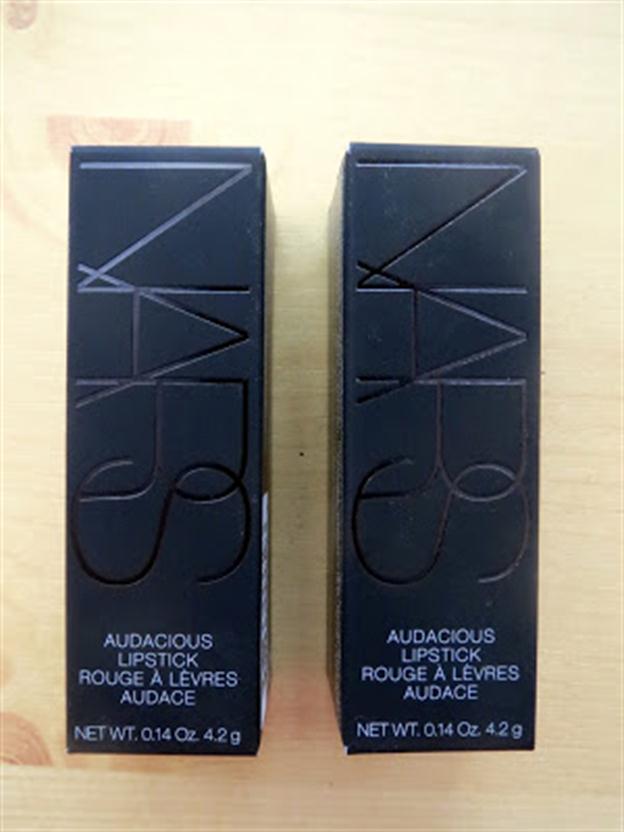 NARS
AUDACIOUS
LIPSTICK
ROUGE À LÈVRES
AUDACE
NET WT. 0.14 Oz. 4.2 g
NARS
AUDACIOUS
LIPSTICK
ROUGE À LÈVRES
AUDACE
NET WT. 0.14 Oz. 4.2 g